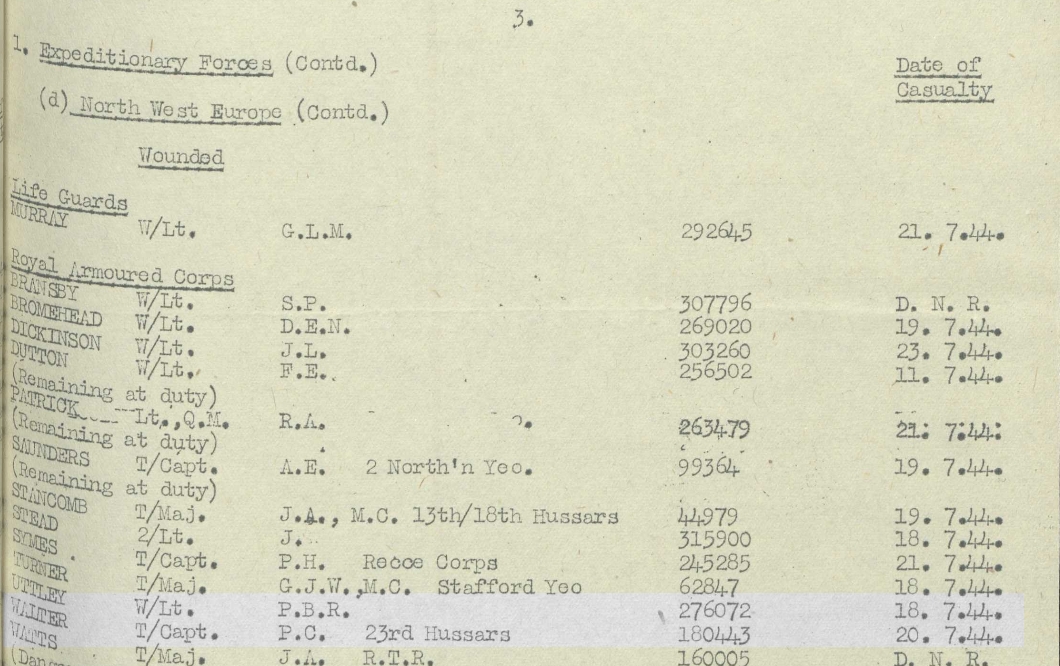 3.
1. Expeditionary Forces (Contd.)
Date of
Casualty
(d) North West Europe (Contd.)
Wounded
Life Guards
MURRAY W/Lt. G.L.M. 292645 21. 7.44.
Royal Armoured Corps
BRANSBY W/Lt. S.P. 307796 D. N. R.
BROMEHEAD W/Lt. D.E.N. 269020 19. 7.44.
DICKINSON W/Lt. J.L. 303260 23. 7.44.
DUTTON W/Lt. F.E. 256502 11. 7.44.
(Remaining at duty)
PATRICK Lt.,Q.M. R.A. 263479 21. 7.44.
(Remaining at duty)
SAUNDERS T/Capt. A.E. 2 North'n Yeo. 99364 19. 7.44.
(Remaining at duty)
STANCOMB T/Maj. J.A., M.C. 13th/18th Hussars 44979 19. 7.44.
STEAD 2/Lt. J. 315900 18. 7.44.
SYMES T/Capt. P.H. Recce Corps 245285 21. 7.44.
TURNER T/Maj. G.J.W.,M.C. Stafford Yeo 62847 18. 7.44.
UTTLEY W/Lt. P.B.R. 276072 18. 7.44.
WALTER T/Capt. P.C. 23rd Hussars 180443 20. 7.44.
WATTS T/Maj. J.A. R.T.R. 160005 D. N. R.